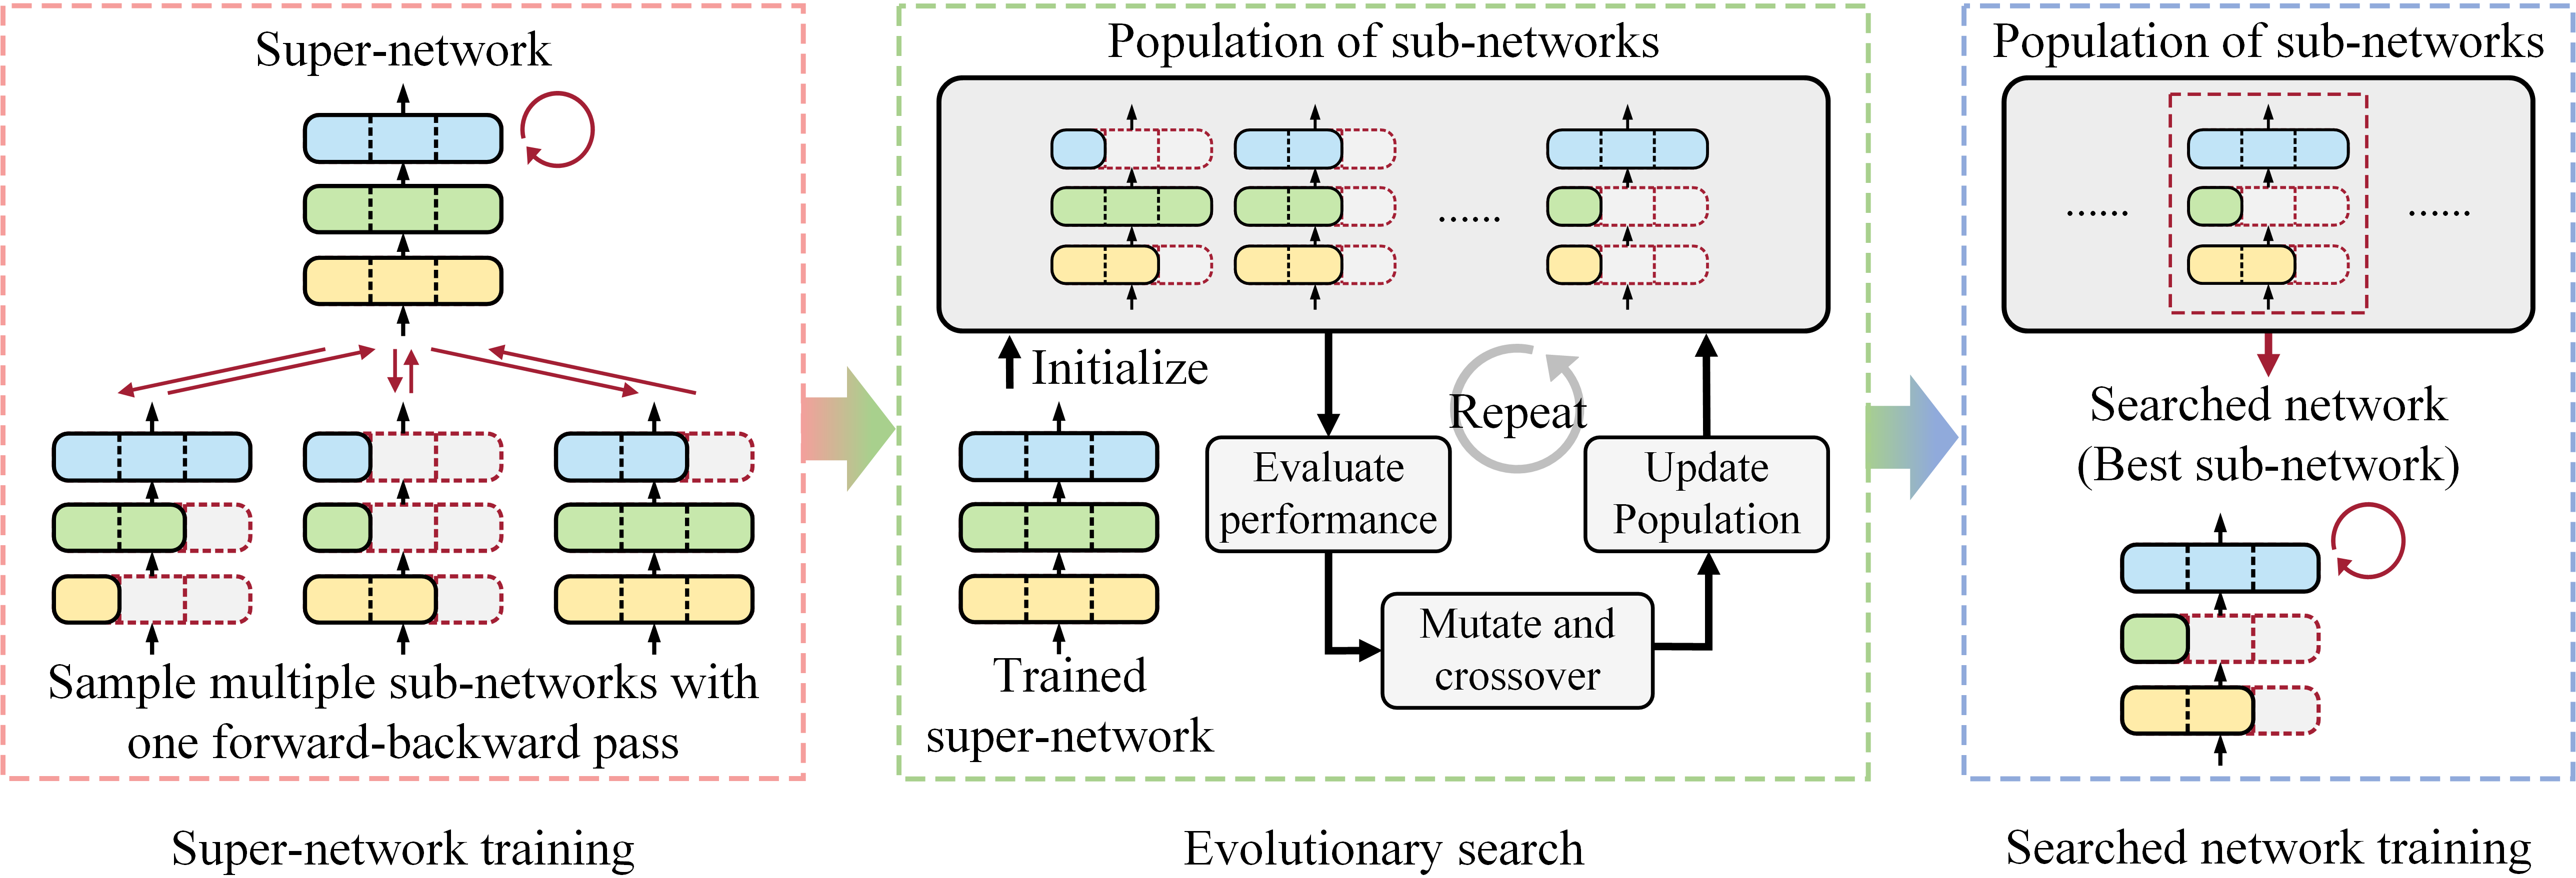 Super-network
Sample multiple sub-networks with
one forward-backward pass
Super-network training
Population of sub-networks
......
Initialize
Repeat
Evaluate
performance
Update
Population
Mutate and
crossover
Trained
super-network
Evolutionary search
Population of sub-networks
......
......
Searched network
(Best sub-network)
Searched network training